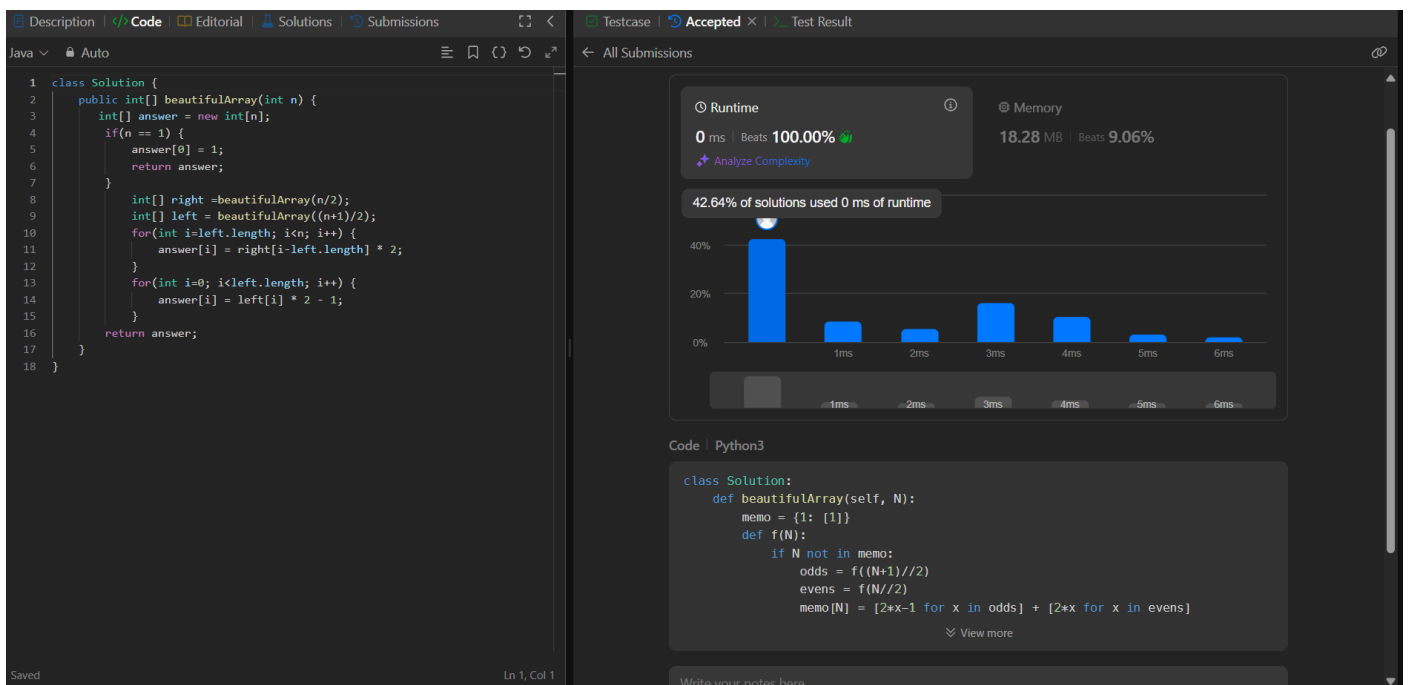 Description | </> Code | Editorial | Solutions | Submissions
Java Auto
1 class Solution {
2 public int[] beautifulArray(int n) {
3 int[] answer = new int[n];
4 if(n == 1) {
5 answer[0] = 1;
6 return answer;
7 }
8 int[] right =beautifulArray(n/2);
9 int[] left = beautifulArray((n+1)/2);
10 for(int i=left.length; i<n; i++) {
11 answer[i] = right[i-left.length] * 2;
12 }
13 for(int i=0; i<left.length; i++) {
14 answer[i] = left[i] * 2 - 1;
15 }
16 return answer;
17 }
18 }
Saved Ln 1, Col 1
Testcase | Accepted × | >_ Test Result
← All Submissions
Runtime
0 ms | Beats 100.00%
Analyze Complexity
Memory
18.28 MB | Beats 9.06%
42.64% of solutions used 0 ms of runtime
40%
20%
0%
1ms 2ms 3ms 4ms 5ms 6ms
1ms 2ms 3ms 4ms 5ms 6ms
Code | Python3
class Solution:
def beautifulArray(self, N):
memo = {1: [1]}
def f(N):
if N not in memo:
odds = f((N+1)//2)
evens = f(N//2)
memo[N] = [2*x-1 for x in odds] + [2*x for x in evens]
View more
Write your notes here